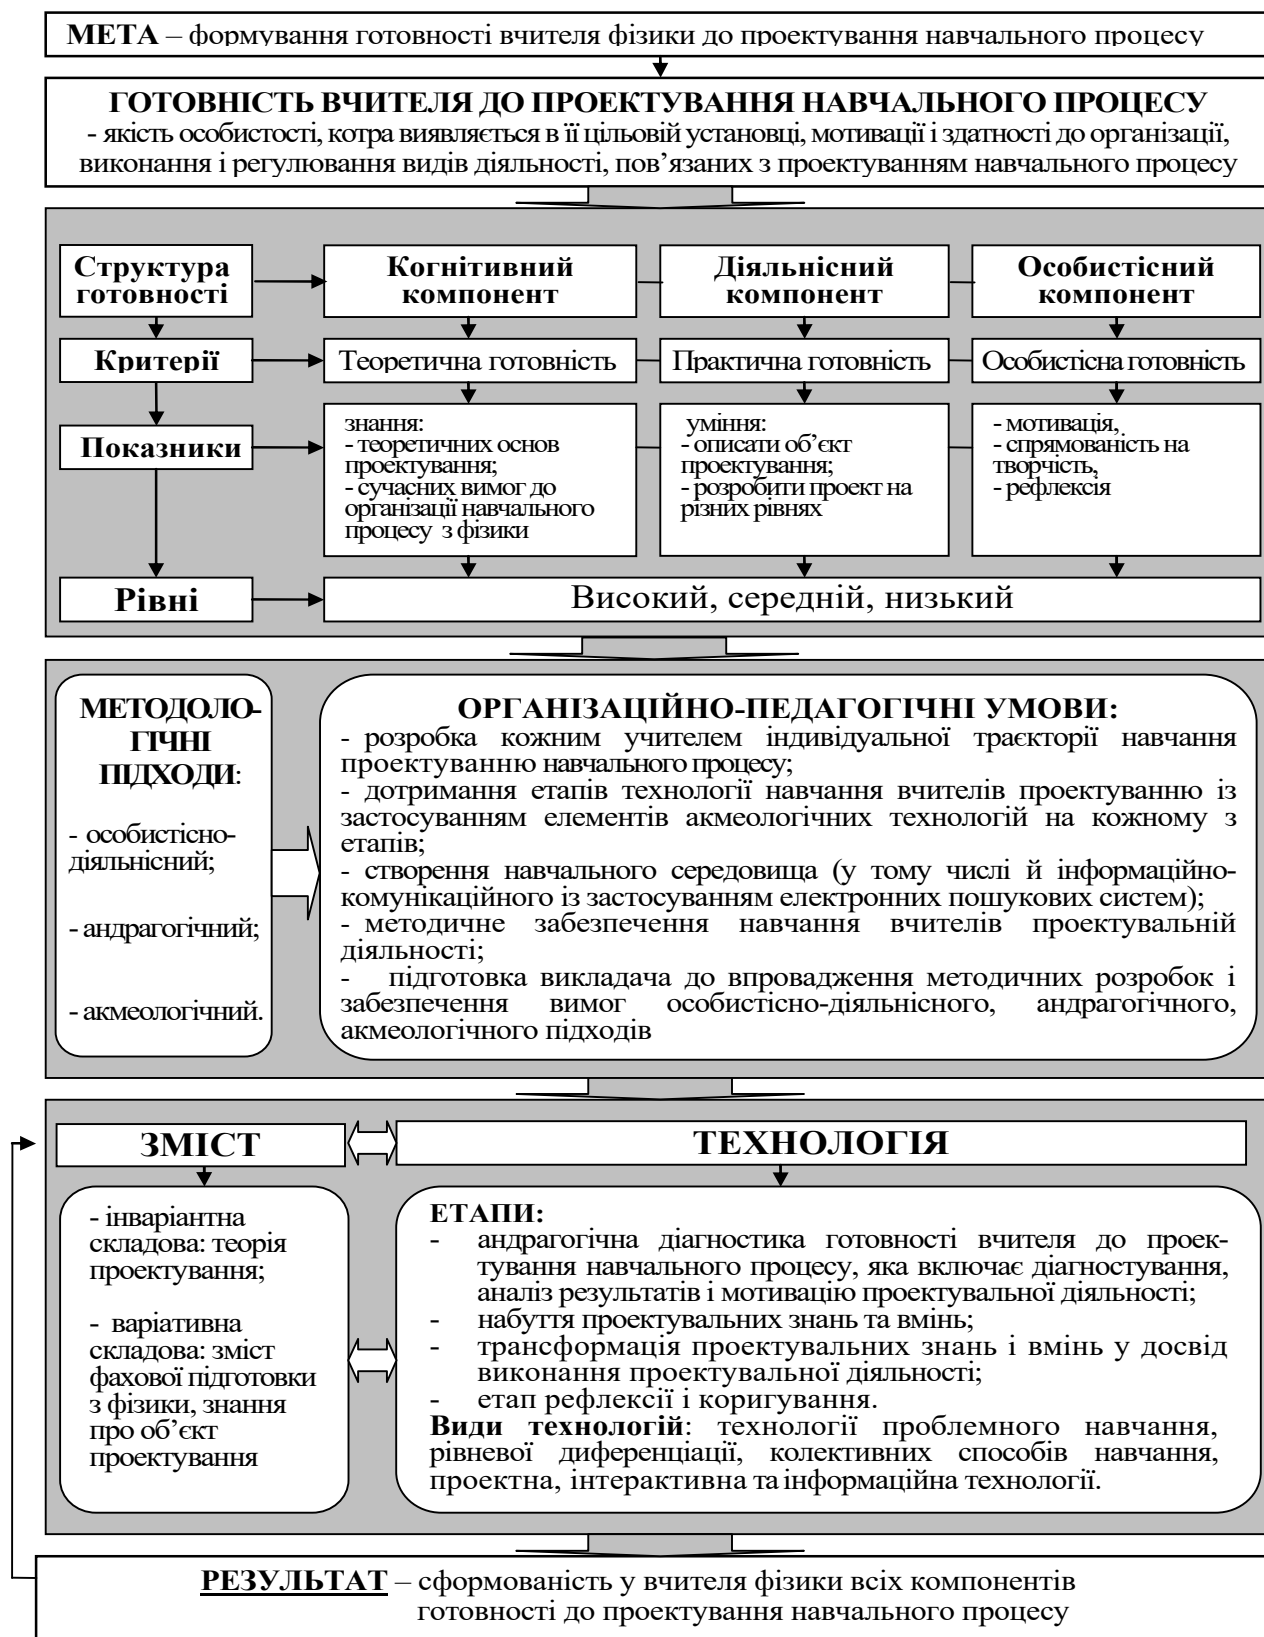 МЕТА – формування готовності вчителя фізики до проектування навчального процесу
ГОТОВНІСТЬ ВЧИТЕЛЯ ДО ПРОЕКТУВАННЯ НАВЧАЛЬНОГО ПРОЦЕСУ
- якість особистості, котра виявляється в її цільовій установці, мотивації і здатності до організації,
виконання і регулювання видів діяльності, пов’язаних з проектуванням навчального процесу
Структура
готовності
Когнітивний
компонент
Діяльнісний
компонент
Особистісний
компонент
Критерії
Теоретична готовність
Практична готовність
Особистісна готовність
Показники
знання:
- теоретичних основ
проектування;
- сучасних вимог до
організації навчального
процесу з фізики
уміння:
- описати об’єкт
проектування;
- розробити проект на
різних рівнях
- мотивація,
- спрямованість на
творчість,
- рефлексія
Рівні
Високий, середній, низький
МЕТОДОЛО-
ГІЧНІ
ПІДХОДИ:
- особистісно-
діяльнісний;
- андрагогічний;
- акмеологічний.
ОРГАНІЗАЦІЙНО-ПЕДАГОГІЧНІ УМОВИ:
- розробка кожним учителем індивідуальної траєкторії навчання
проектуванню навчального процесу;
- дотримання етапів технології навчання вчителів проектуванню із
застосуванням елементів акмеологічних технологій на кожному з
етапів;
- створення навчального середовища (у тому числі й інформаційно-
комунікаційного із застосуванням електронних пошукових систем);
- методичне забезпечення навчання вчителів проектувальній
діяльності;
- підготовка викладача до впровадження методичних розробок і
забезпечення вимог особистісно-діяльнісного, андрагогічного,
акмеологічного підходів
ЗМІСТ
ТЕХНОЛОГІЯ
- інваріантна
складова: теорія
проектування;
- варіативна
складова: зміст
фахової підготовки
з фізики, знання
про об’єкт
проектування
ЕТАПИ:
- андрагогічна діагностика готовності вчителя до проек-
тування навчального процесу, яка включає діагностування,
аналіз результатів і мотивацію проектувальної діяльності;
- набуття проектувальних знань та вмінь;
- трансформація проектувальних знань і вмінь у досвід
виконання проектувальної діяльності;
- етап рефлексії і коригування.
Види технологій: технології проблемного навчання,
рівневої диференціації, колективних способів навчання,
проектна, інтерактивна та інформаційна технології.
РЕЗУЛЬТАТ – сформованість у вчителя фізики всіх компонентів
готовності до проектування навчального процесу